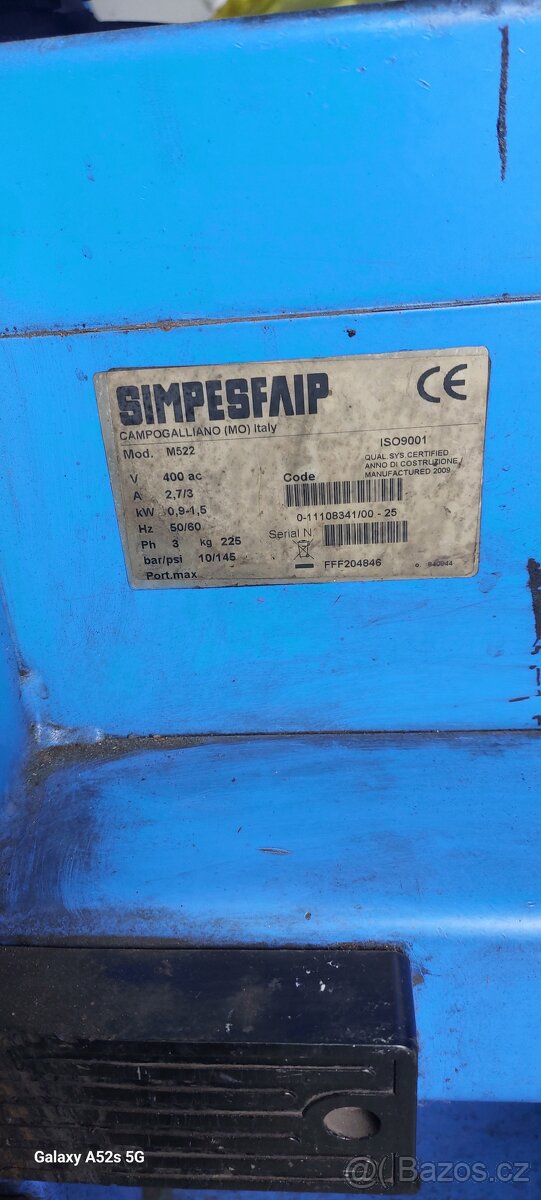 SIMPESFAIP
CE
CAMPOGALLIANO (MO) Italy
Mod. M522
ISO9001
QUAL SYS CERTIFIED
ANNO DI COSTRUZIONE
MANUFACTURED 2009
V 400 ac
Code
A 2,7/3
kW 0,9-1,5
0-11108341/00 - 25
Hz 50/60
Serial N.
Ph 3 kg 225
bar/psi 10/145
FFF204646
Port.max
Galaxy A52s 5G
Bazos.cz